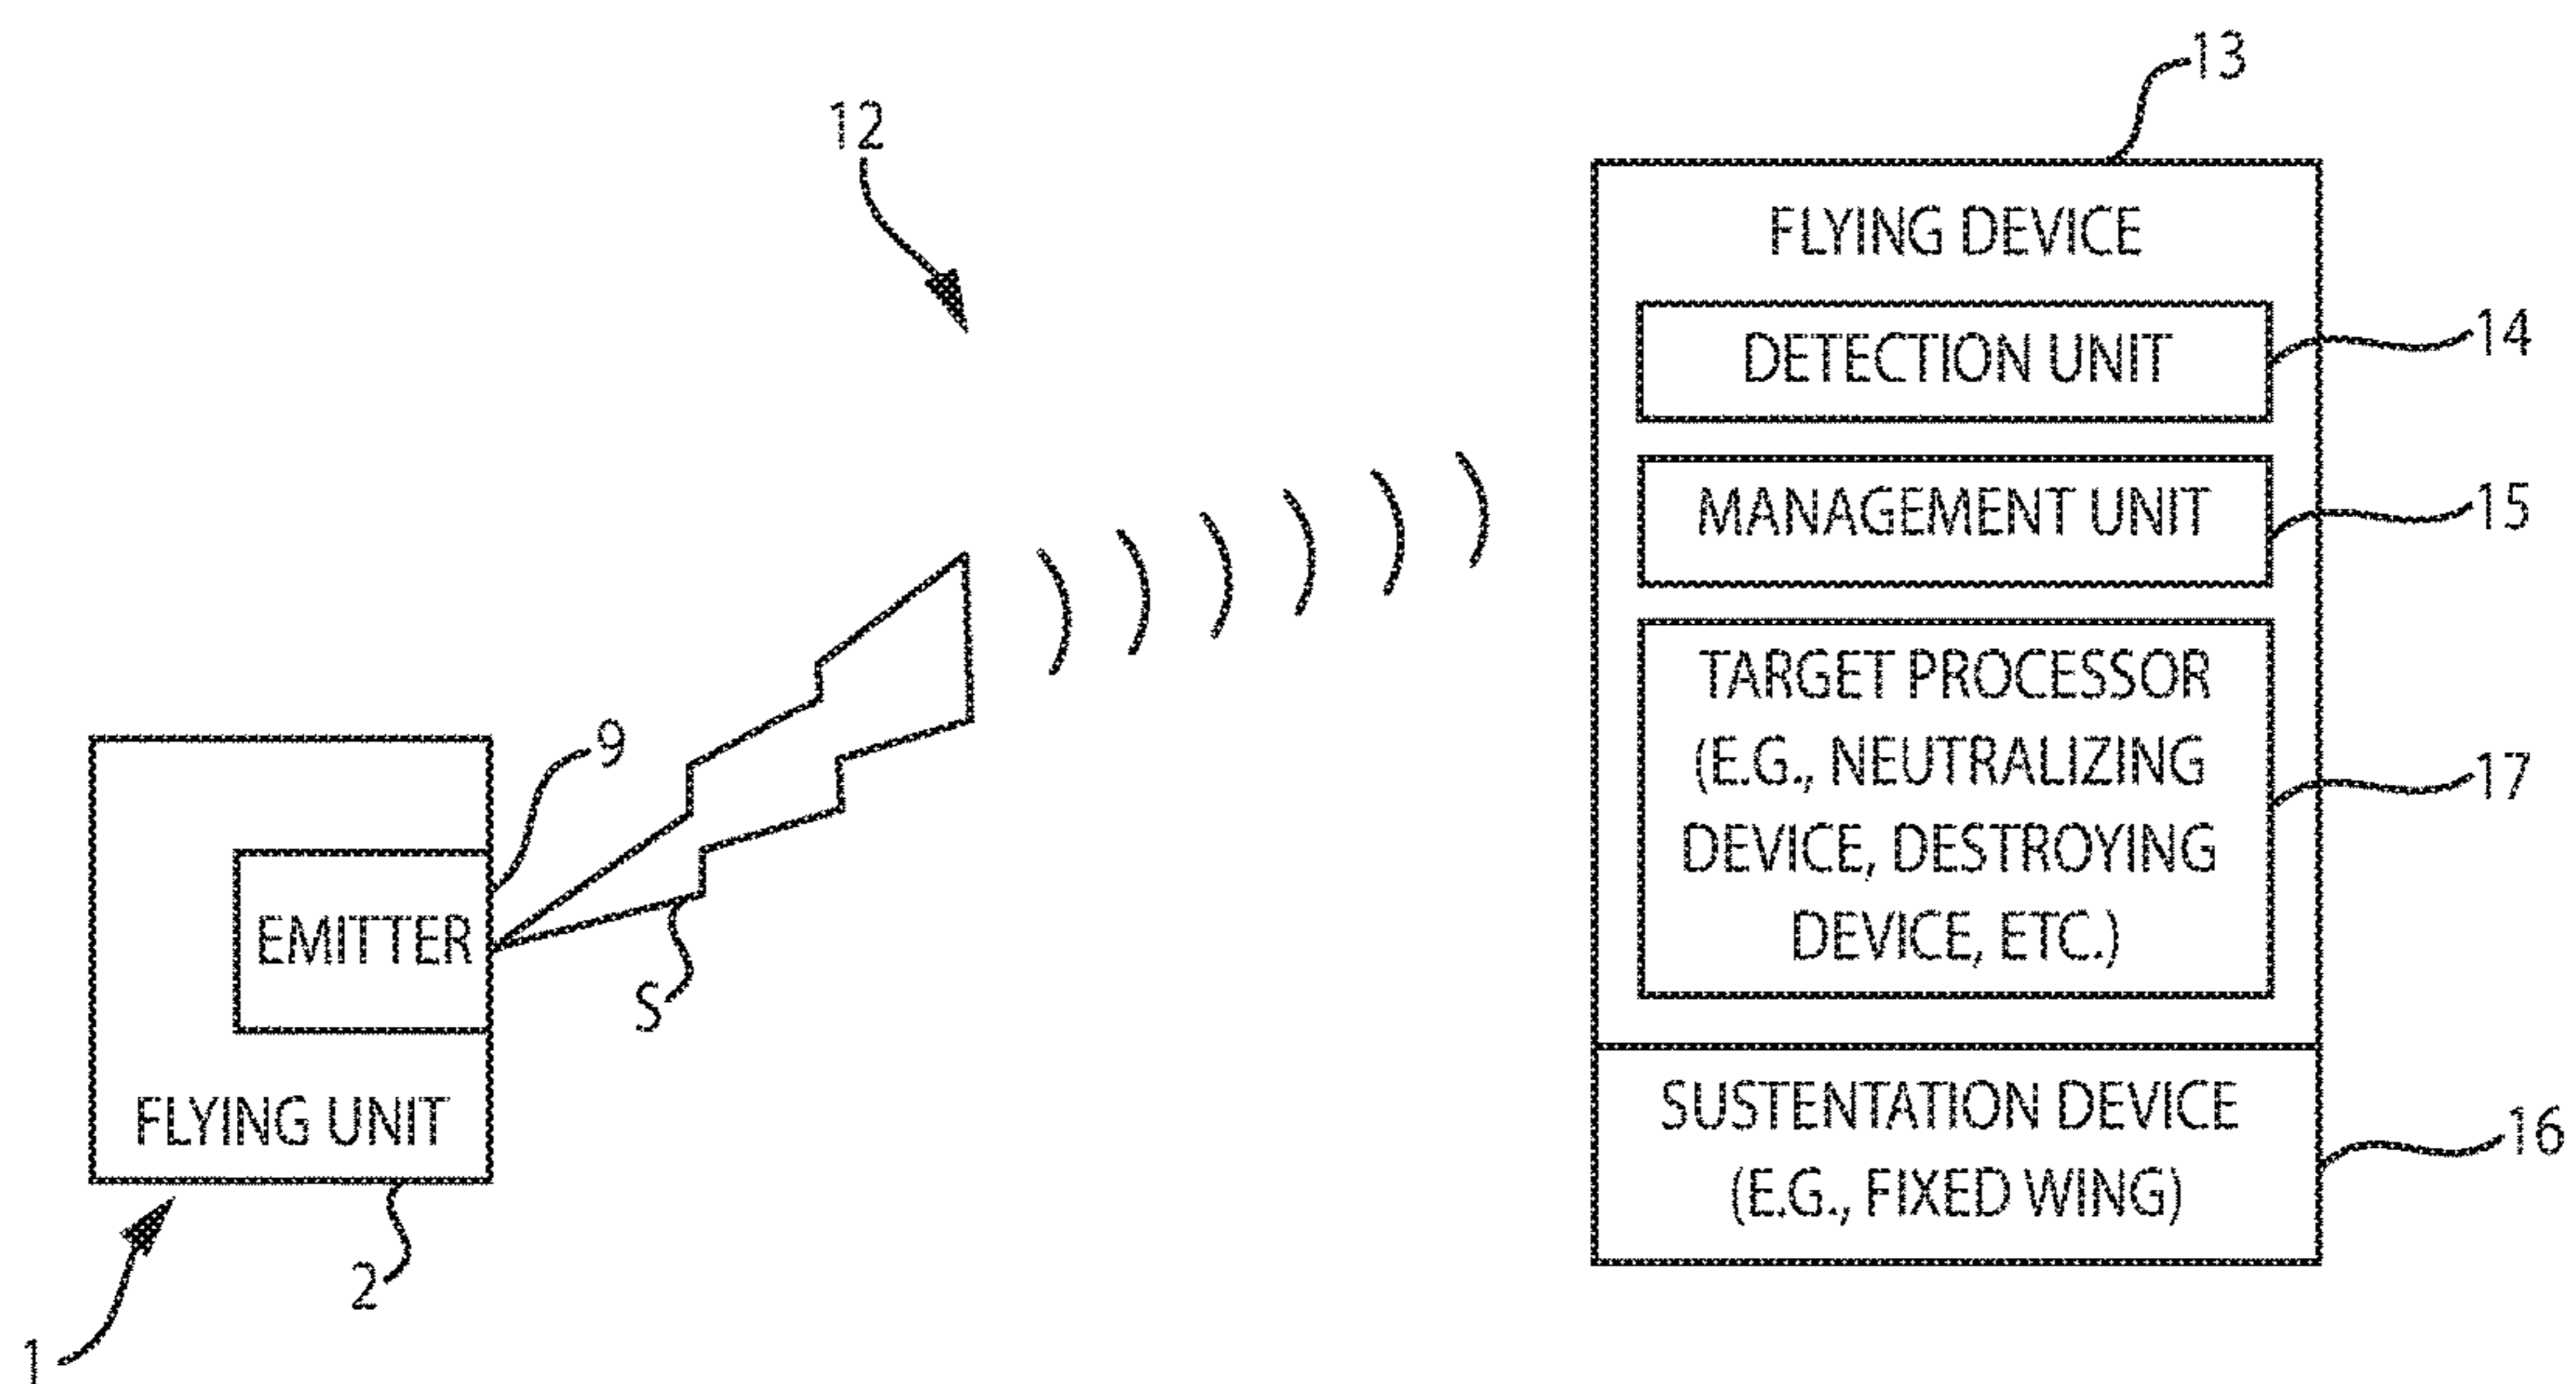 13
12
FLYING DEVICE
DETECTION UNIT
14
MANAGEMENT UNIT
15
TARGET PROCESSOR
(E.G., NEUTRALIZING
DEVICE, DESTROYING
DEVICE, ETC.)
17
SUSTENTATION DEVICE
(E.G., FIXED WING)
16
9
EMITTER
S
FLYING UNIT
2
1